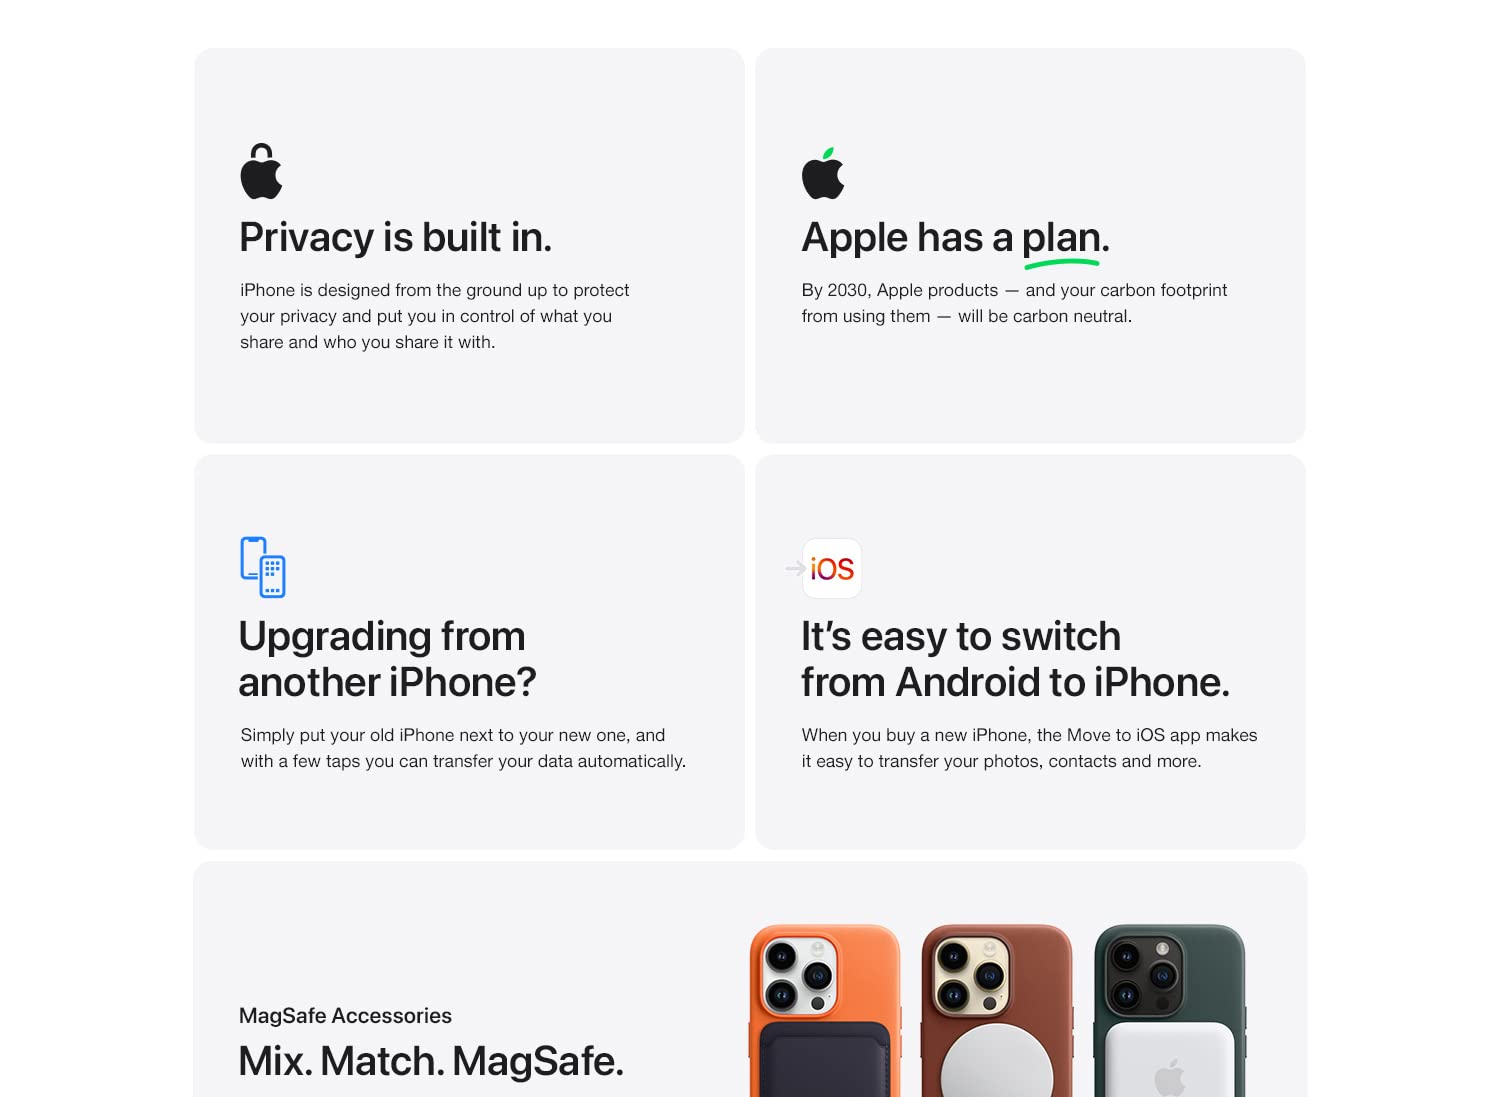 Privacy is built in.
iPhone is designed from the ground up to protect
your privacy and put you in control of what you
share and who you share it with.
Apple has a plan.
By 2030, Apple products — and your carbon footprint
from using them — will be carbon neutral.
Upgrading from
another iPhone?
Simply put your old iPhone next to your new one, and
with a few taps you can transfer your data automatically.
iOS
It’s easy to switch
from Android to iPhone.
When you buy a new iPhone, the Move to iOS app makes
it easy to transfer your photos, contacts and more.
MagSafe Accessories
Mix. Match. MagSafe.